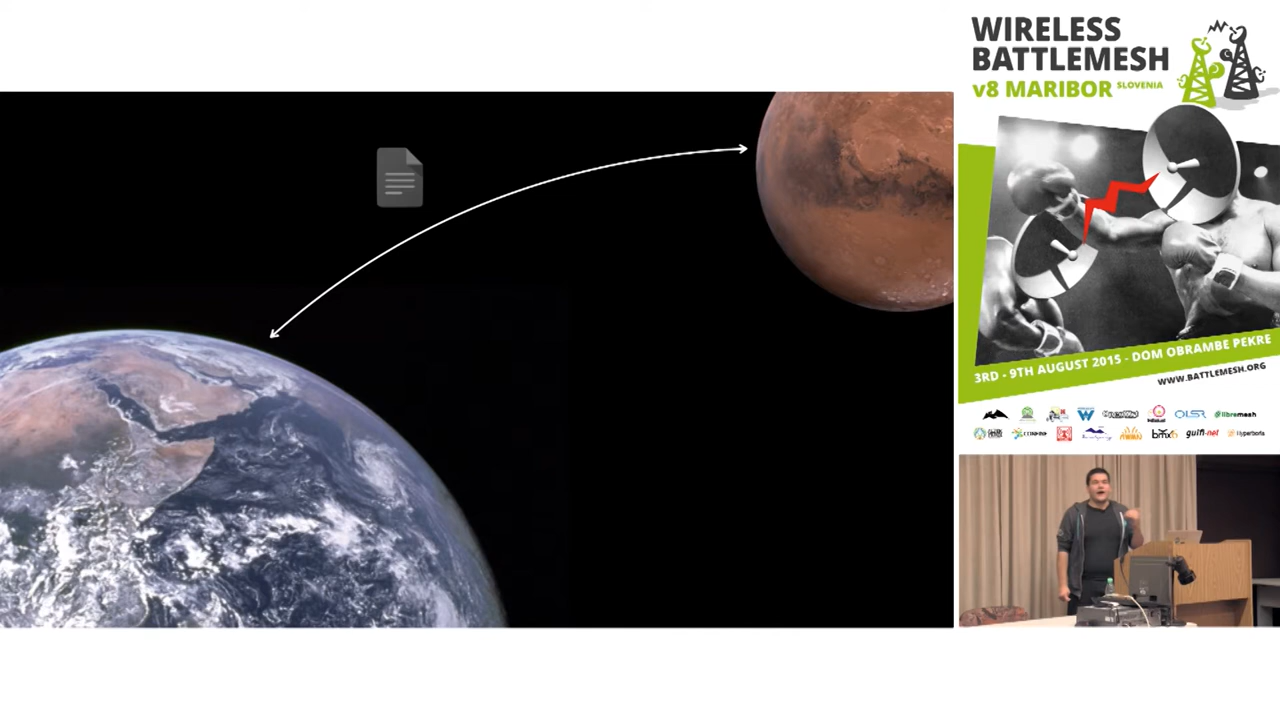 WIRELESS
BATTLEMESH
v8 MARIBOR SLOVENIA
3RD - 9TH AUGUST 2015 - DOM OBRAMBE PEKRE
WWW.BATTLEMESH.ORG
OLSR libremesh
guifi·net Hyperboria